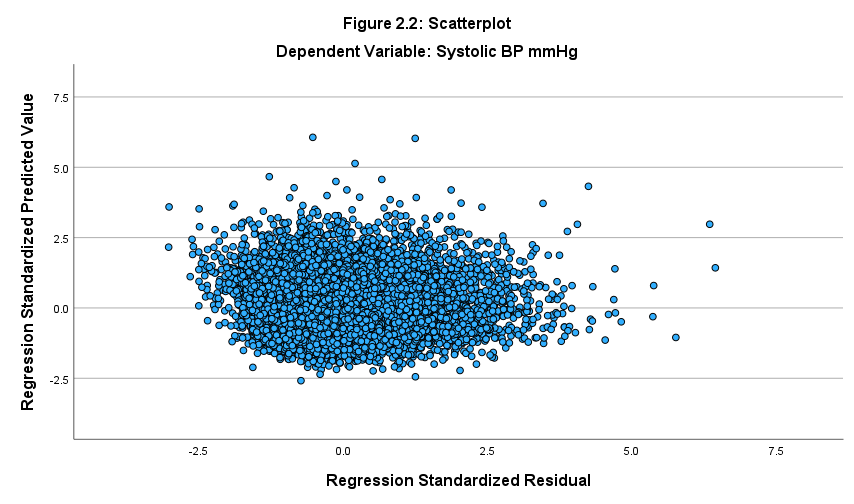 Figure 2.2: Scatterplot
Dependent Variable: Systolic BP mmHg
Regression Standardized Predicted Value
7.5
5.0
2.5
0.0
-2.5
-2.5 0.0 2.5 5.0 7.5
Regression Standardized Residual